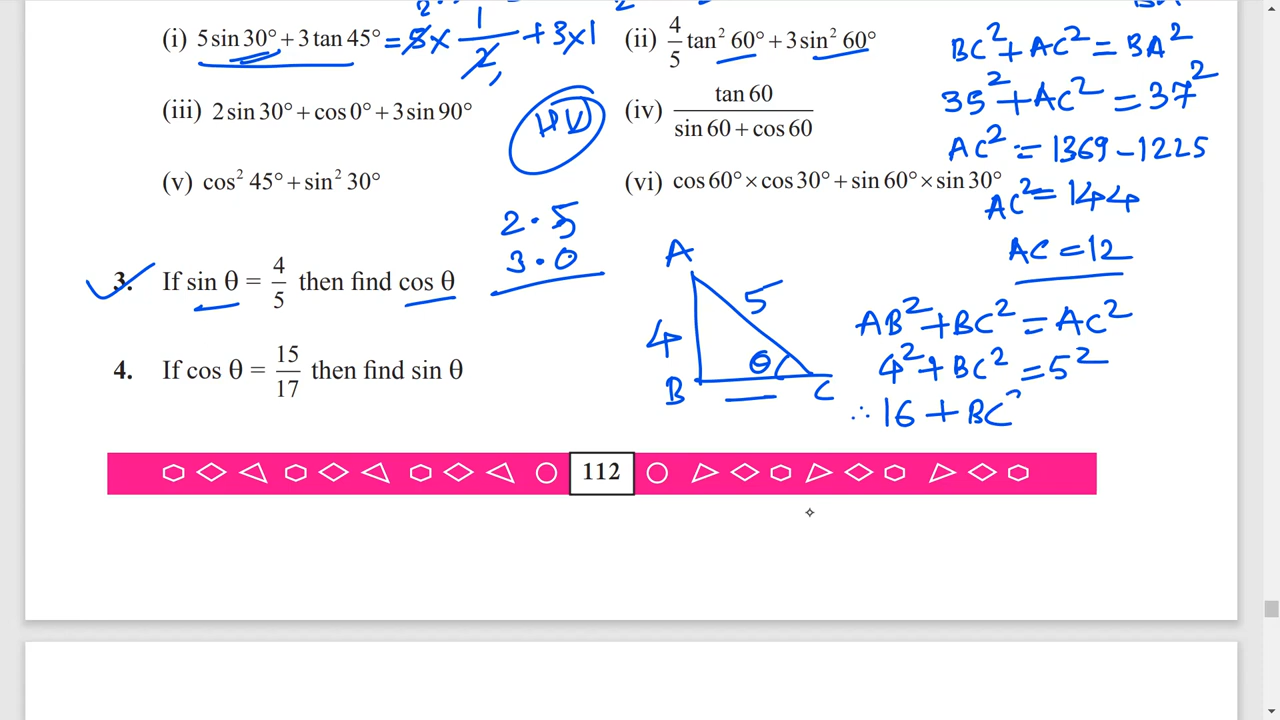 (i) 5 sin 30° + 3 tan 45° = 5 × 1/2 + 3×1
(ii) 4/5 tan² 60° + 3 sin² 60°
(iii) 2 sin 30° + cos 0° + 3 sin 90°
HW
(iv) tan 60 / sin 60 + cos 60
(v) cos² 45° + sin² 30°
(vi) cos 60° × cos 30° + sin 60° × sin 30°
BC² + AC² = BA²
35² + AC² = 37²
AC² = 1369 - 1225
AC² = 144
AC = 12
2.5
3.0
3. If sin θ = 4/5 then find cos θ
A
5
4
θ
B
C
AB² + BC² = AC²
4² + BC² = 5²
∴ 16 + BC²
4. If cos θ = 15/17 then find sin θ
112